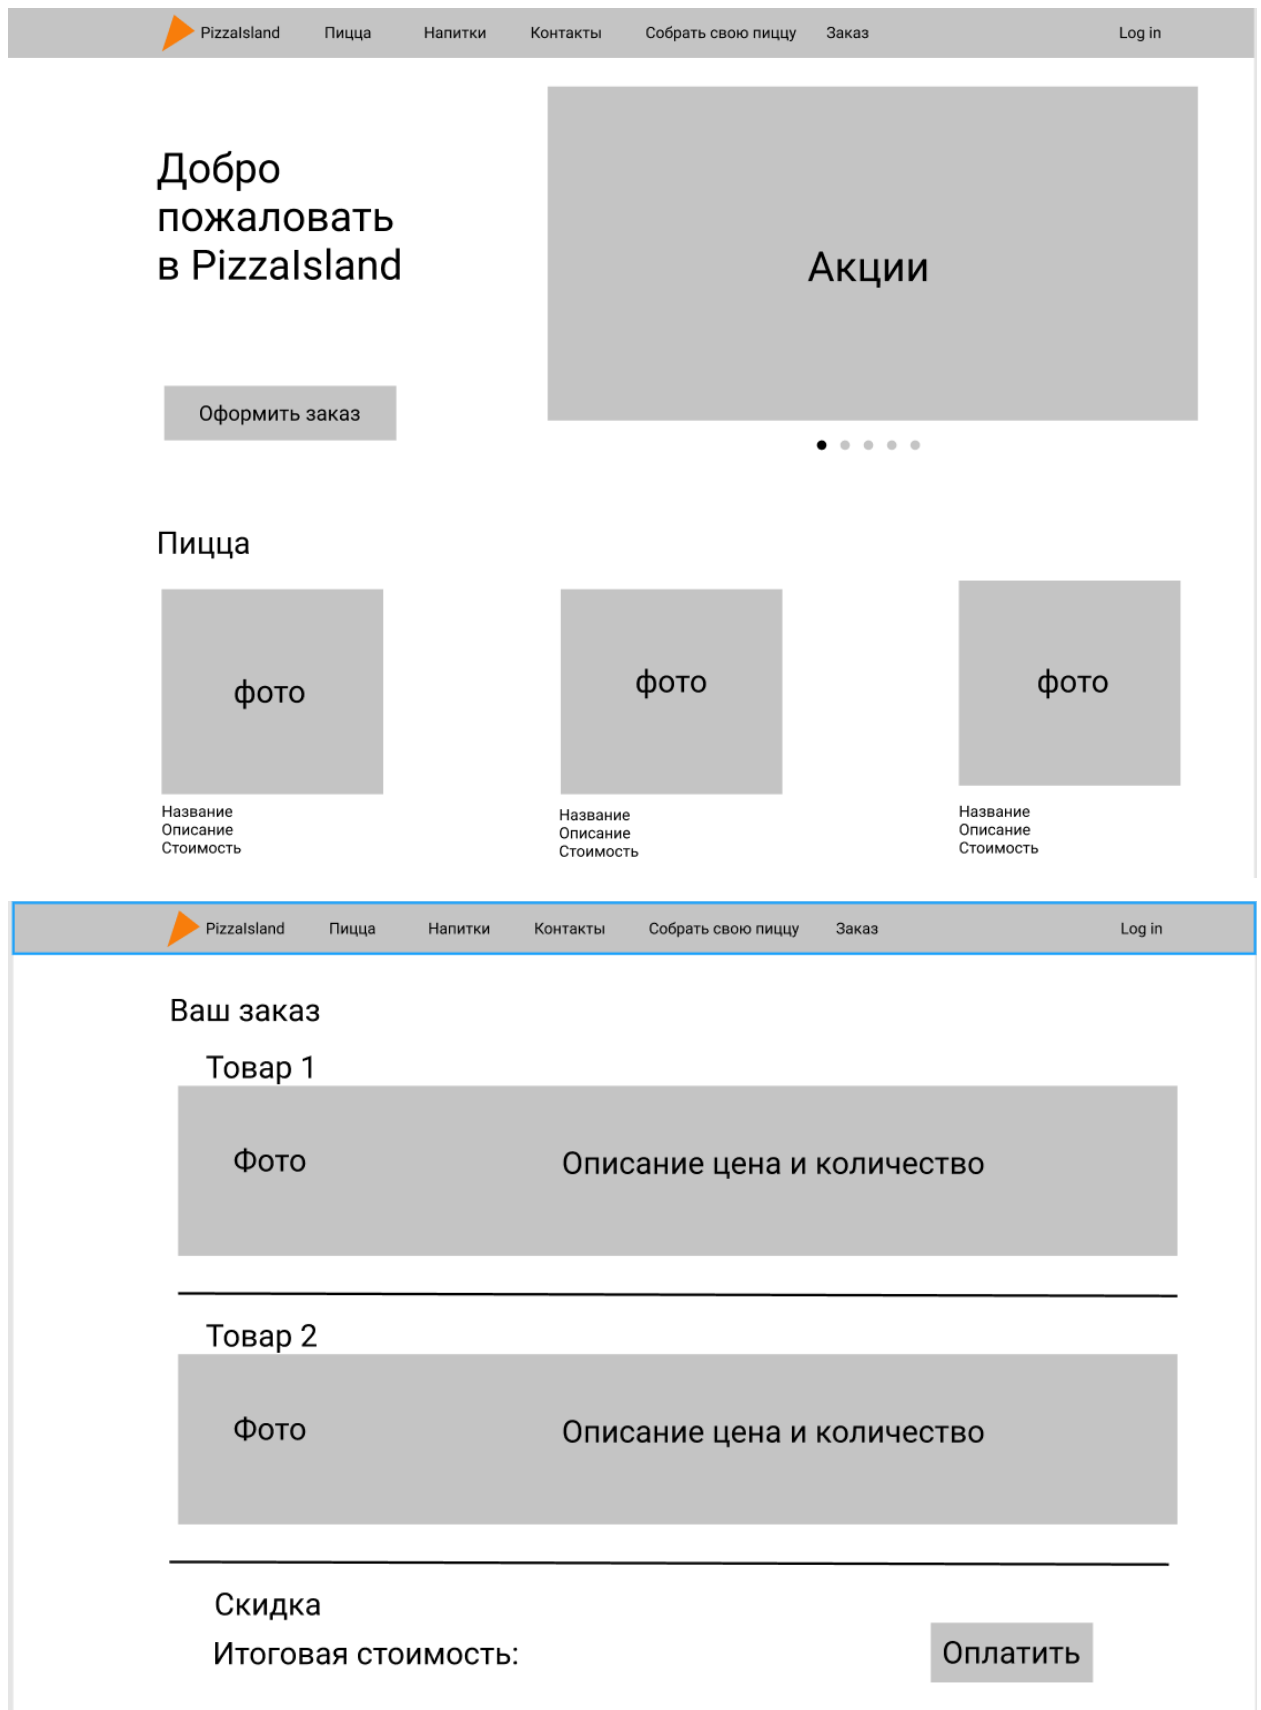 PizzaIsland Пицца Напитки Контакты Собрать свою пиццу Заказ Log in
Добро
пожаловать
в PizzaIsland
Акции
Оформить заказ
Пицца
фото фото фото
Название Название Название
Описание Описание Описание
Стоимость Стоимость Стоимость
PizzaIsland Пицца Напитки Контакты Собрать свою пиццу Заказ Log in
Ваш заказ
Товар 1
Фото Описание цена и количество
Товар 2
Фото Описание цена и количество
Скидка
Итоговая стоимость: Оплатить